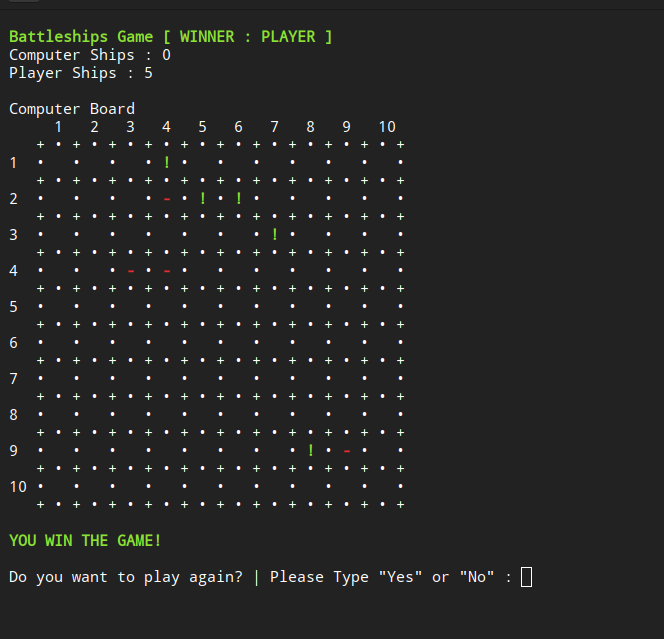 Battleships Game [ WINNER : PLAYER ]
Computer Ships : 0
Player Ships : 5
Computer Board
1 2 3 4 5 6 7 8 9 10
+ • + • + • + • + • + • + • + • + • + • +
1 •   •   •   • ! •   •   •   •   •   •   •
+ • + • + • + • + • + • + • + • + • + • +
2 •   •   •   • - • ! • ! •   •   •   •   •
+ • + • + • + • + • + • + • + • + • + • +
3 •   •   •   •   •   •   • ! •   •   •   •
+ • + • + • + • + • + • + • + • + • + • +
4 •   •   • - • - •   •   •   •   •   •   •
+ • + • + • + • + • + • + • + • + • + • +
5 •   •   •   •   •   •   •   •   •   •   •
+ • + • + • + • + • + • + • + • + • + • +
6 •   •   •   •   •   •   •   •   •   •   •
+ • + • + • + • + • + • + • + • + • + • +
7 •   •   •   •   •   •   •   •   •   •   •
+ • + • + • + • + • + • + • + • + • + • +
8 •   •   •   •   •   •   •   •   •   •   •
+ • + • + • + • + • + • + • + • + • + • +
9 •   •   •   •   •   •   •   • ! • - •   •
+ • + • + • + • + • + • + • + • + • + • +
10 •   •   •   •   •   •   •   •   •   •   •
+ • + • + • + • + • + • + • + • + • + • +
YOU WIN THE GAME!
Do you want to play again? | Please Type "Yes" or "No" :